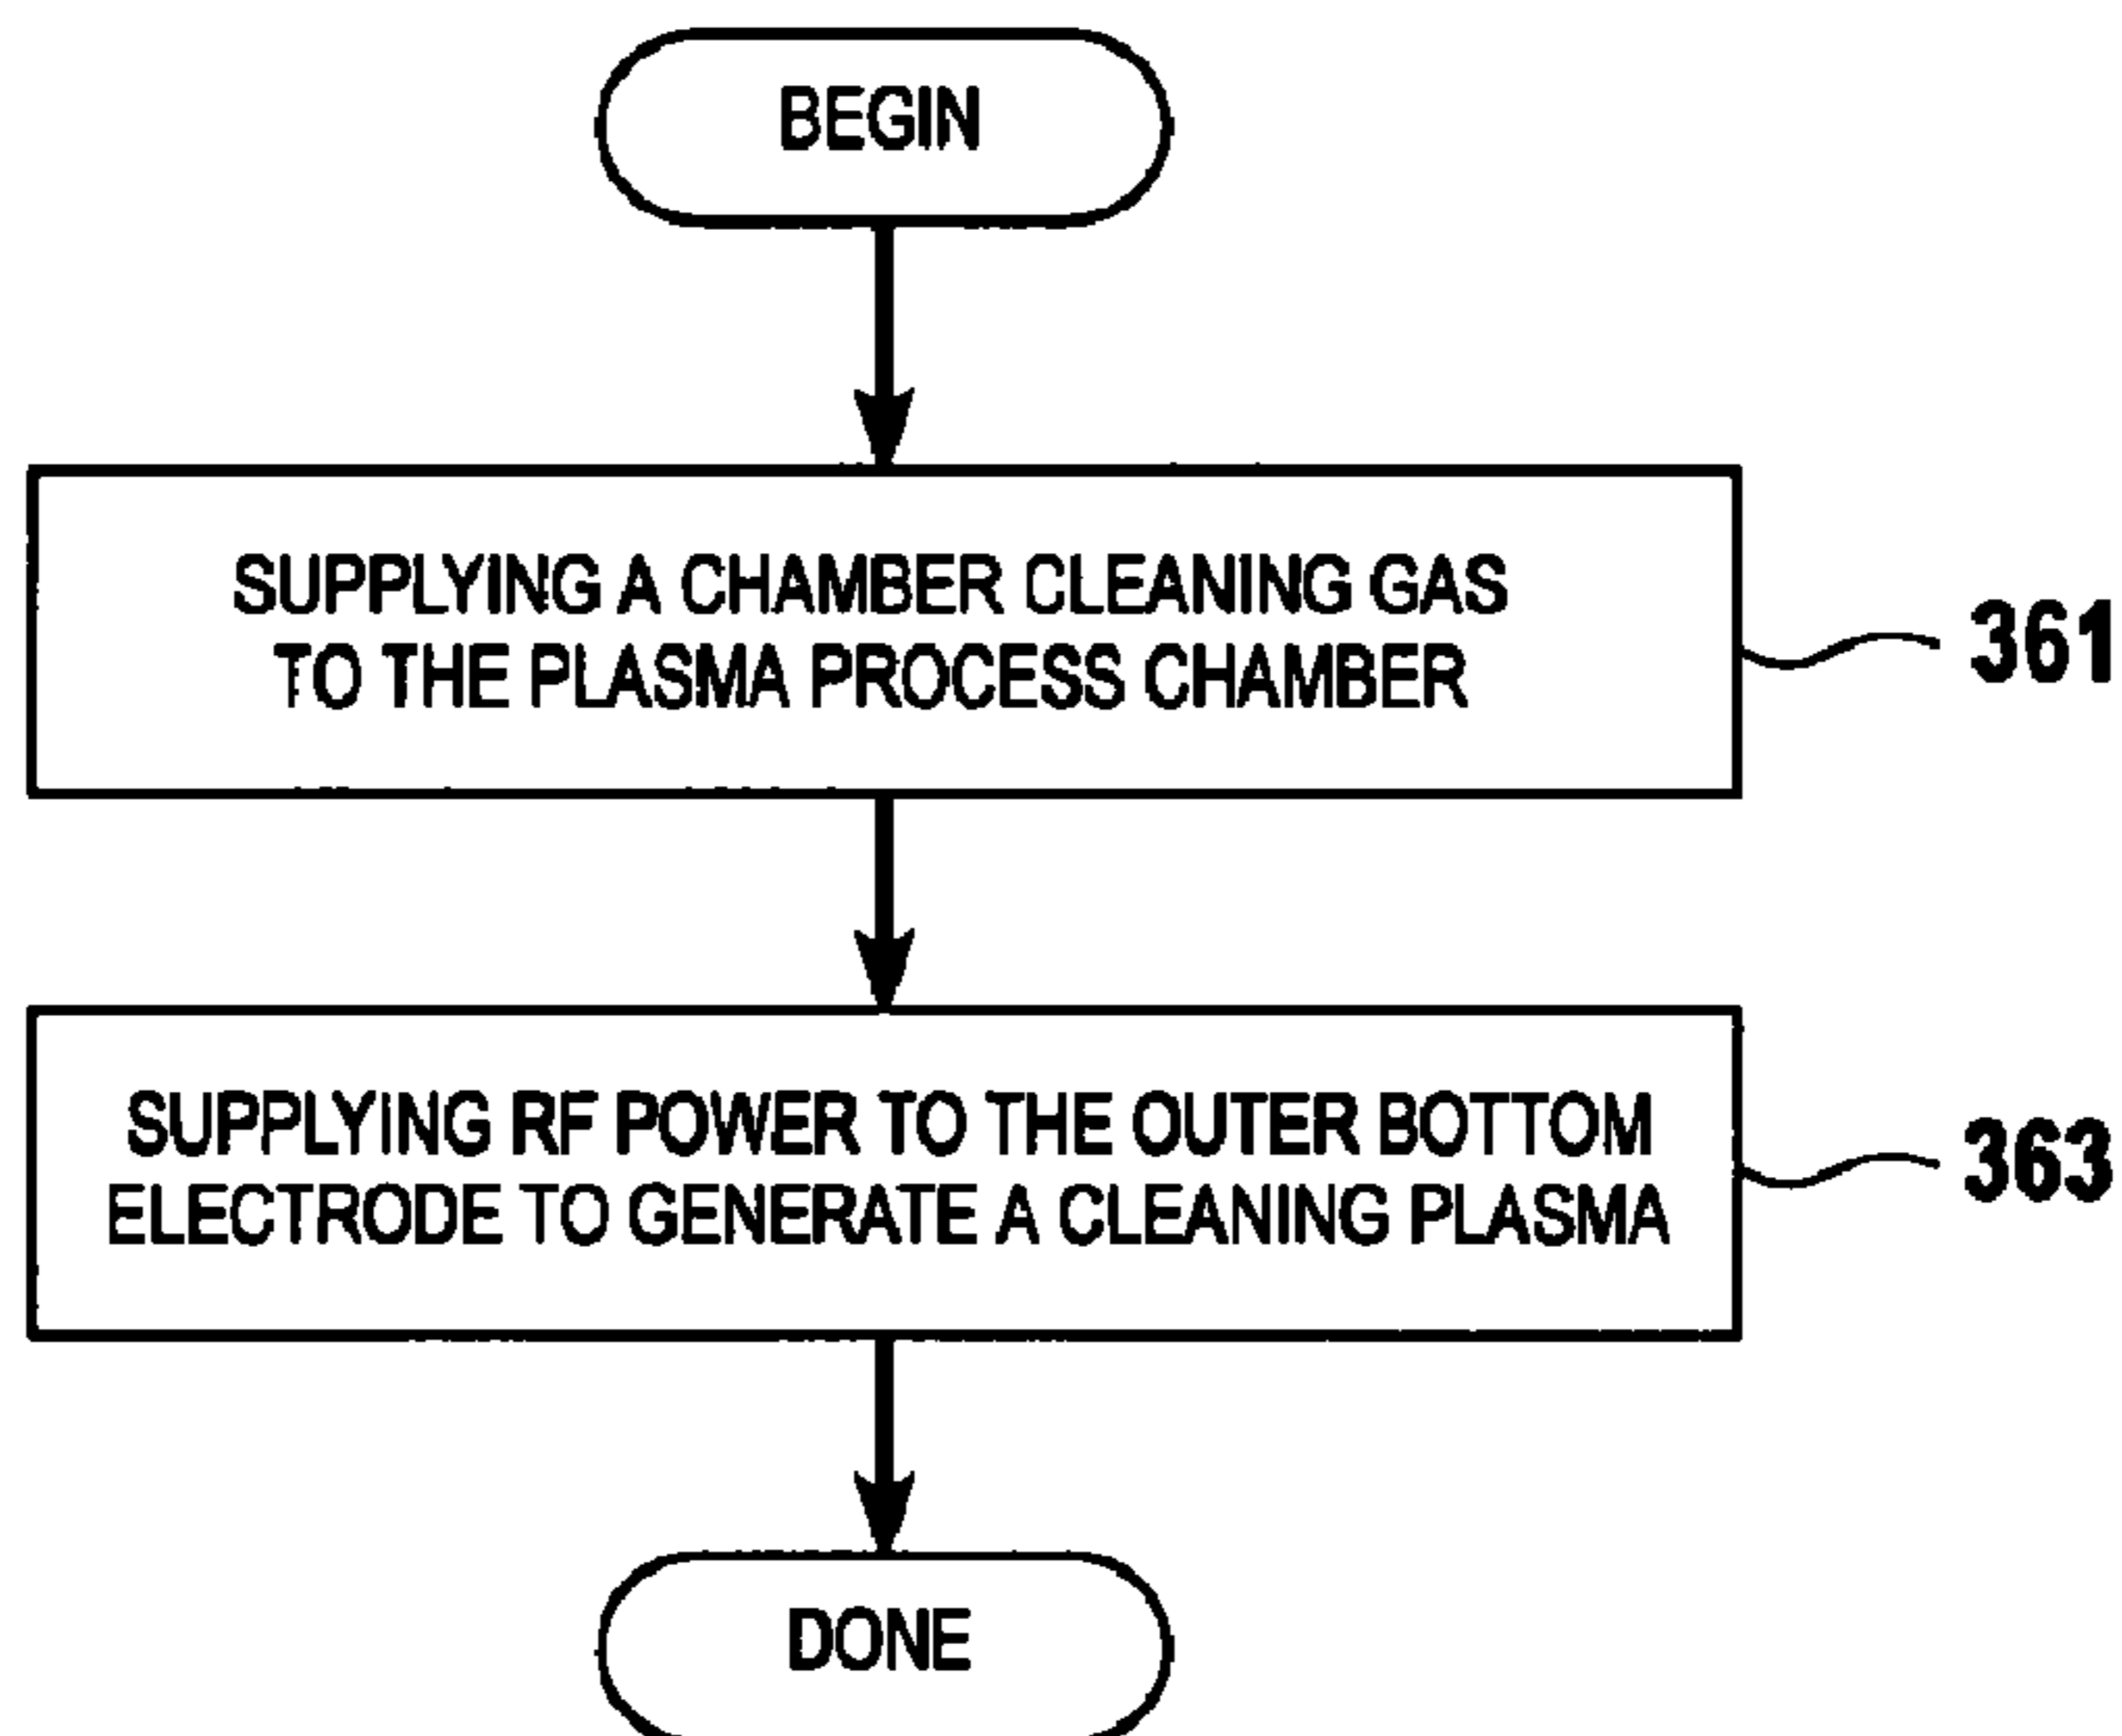 BEGIN
SUPPLYING A CHAMBER CLEANING GAS
TO THE PLASMA PROCESS CHAMBER
361
SUPPLYING RF POWER TO THE OUTER BOTTOM
ELECTRODE TO GENERATE A CLEANING PLASMA
363
DONE